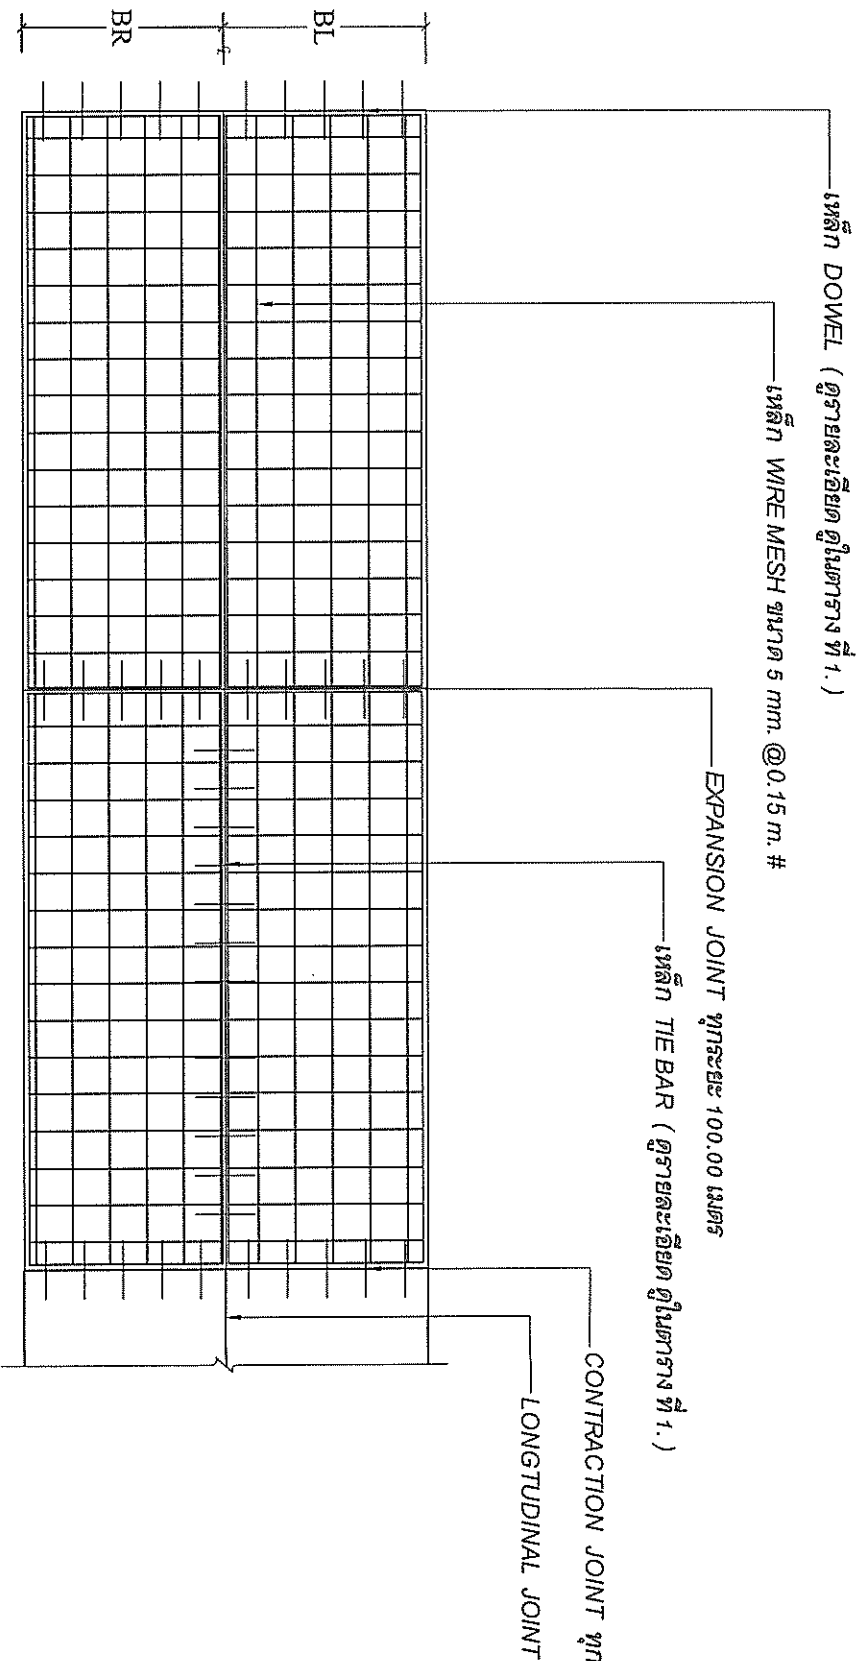 เหล็ก DOWEL ( ดูรายละเอียด ดูในตาราง ที่ 1. )
เหล็ก WIRE MESH ขนาด 5 mm. @0.15 m. #
EXPANSION JOINT ทุกระยะ 100.00 เมตร
เหล็ก TIE BAR ( ดูรายละเอียด ดูในตาราง ที่ 1. )
CONTRACTION JOINT ทุก
LONGTUDINAL JOINT
BL
BR